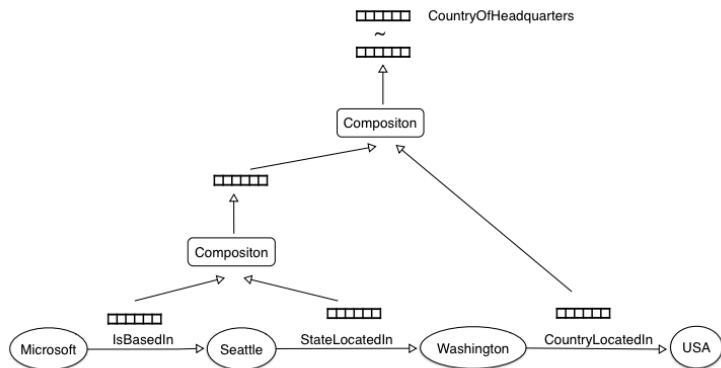 CountryOfHeadquarters
~
Compositon
Compositon
IsBasedIn
StateLocatedIn
CountryLocatedIn
Microsoft
Seattle
Washington
USA